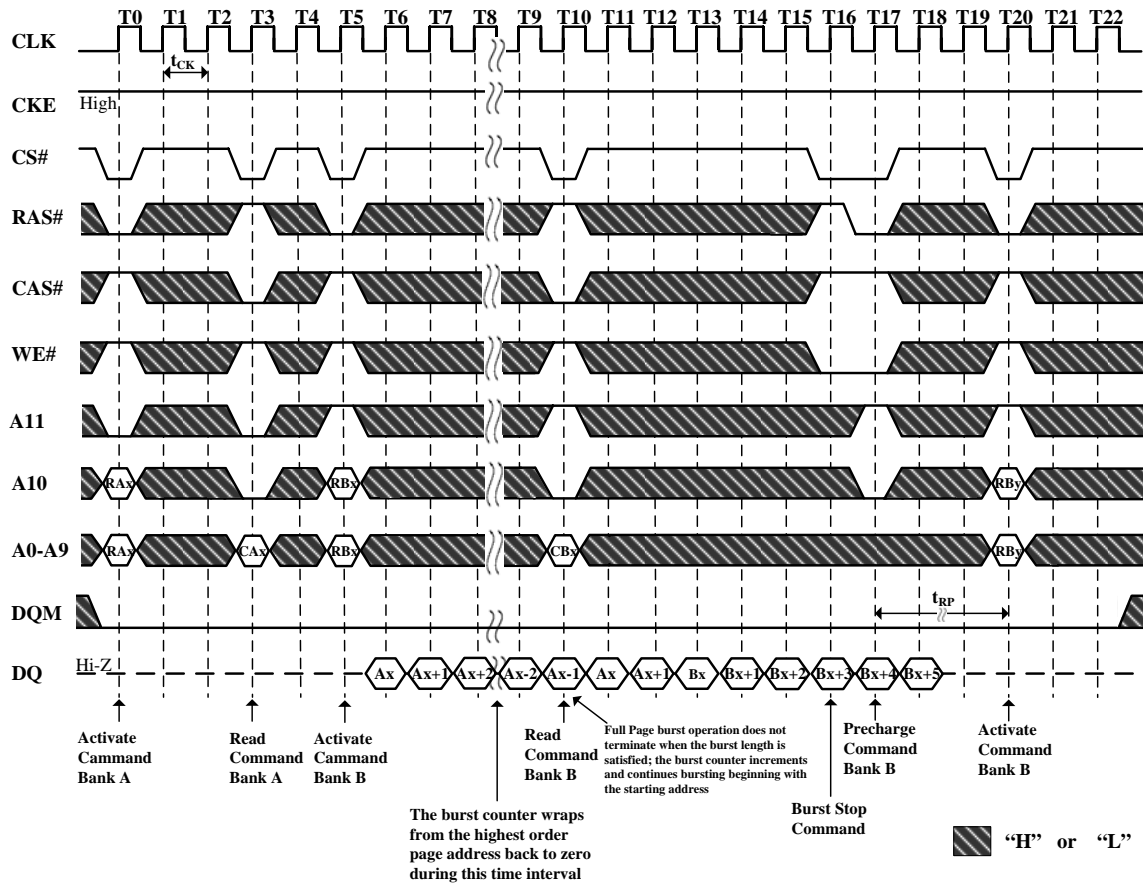 T0 T1 T2 T3 T4 T5 T6 T7 T8 T9 T10 T11 T12 T13 T14 T15 T16 T17 T18 T19 T20 T21 T22
CLK
tCK
CKE High
CS#
RAS#
CAS#
WE#
A11
A10 RAx RBx RBy
A0-A9 RAx CAx RBx CBx RBy
DQM tRP
DQ Hi-Z Ax Ax+1 Ax+2 Ax-2 Ax-1 Ax Ax+1 Bx Bx+1 Bx+2 Bx+3 Bx+4 Bx+5
Activate
Cammand
Bank A
Read
Command
Bank A
Activate
Cammand
Bank B
The burst counter wraps
from the highest order
page address back to zero
during this time interval
Read
Command
Bank B
Full Page burst operation does not
terminate when the burst length is
satisfied; the burst counter increments
and continues bursting beginning with
the starting address
Burst Stop
Command
Precharge
Command
Bank B
Activate
Command
Bank B
“H” or “L”